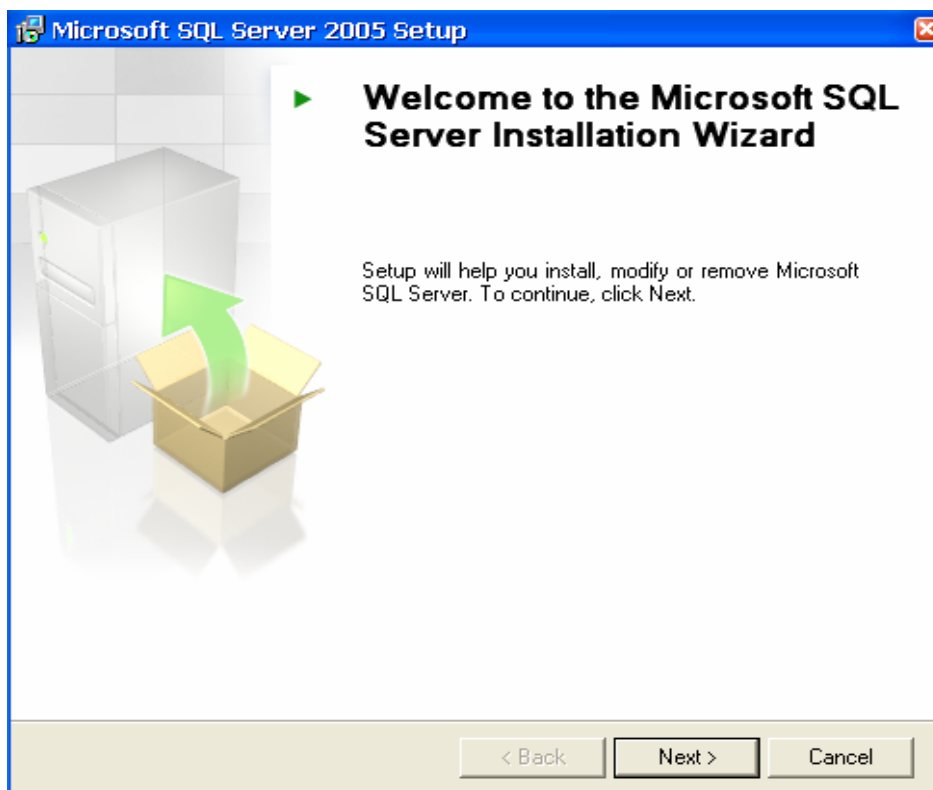 Microsoft SQL Server 2005 Setup
Welcome to the Microsoft SQL
Server Installation Wizard
Setup will help you install, modify or remove Microsoft
SQL Server. To continue, click Next.
< Back
Next >
Cancel